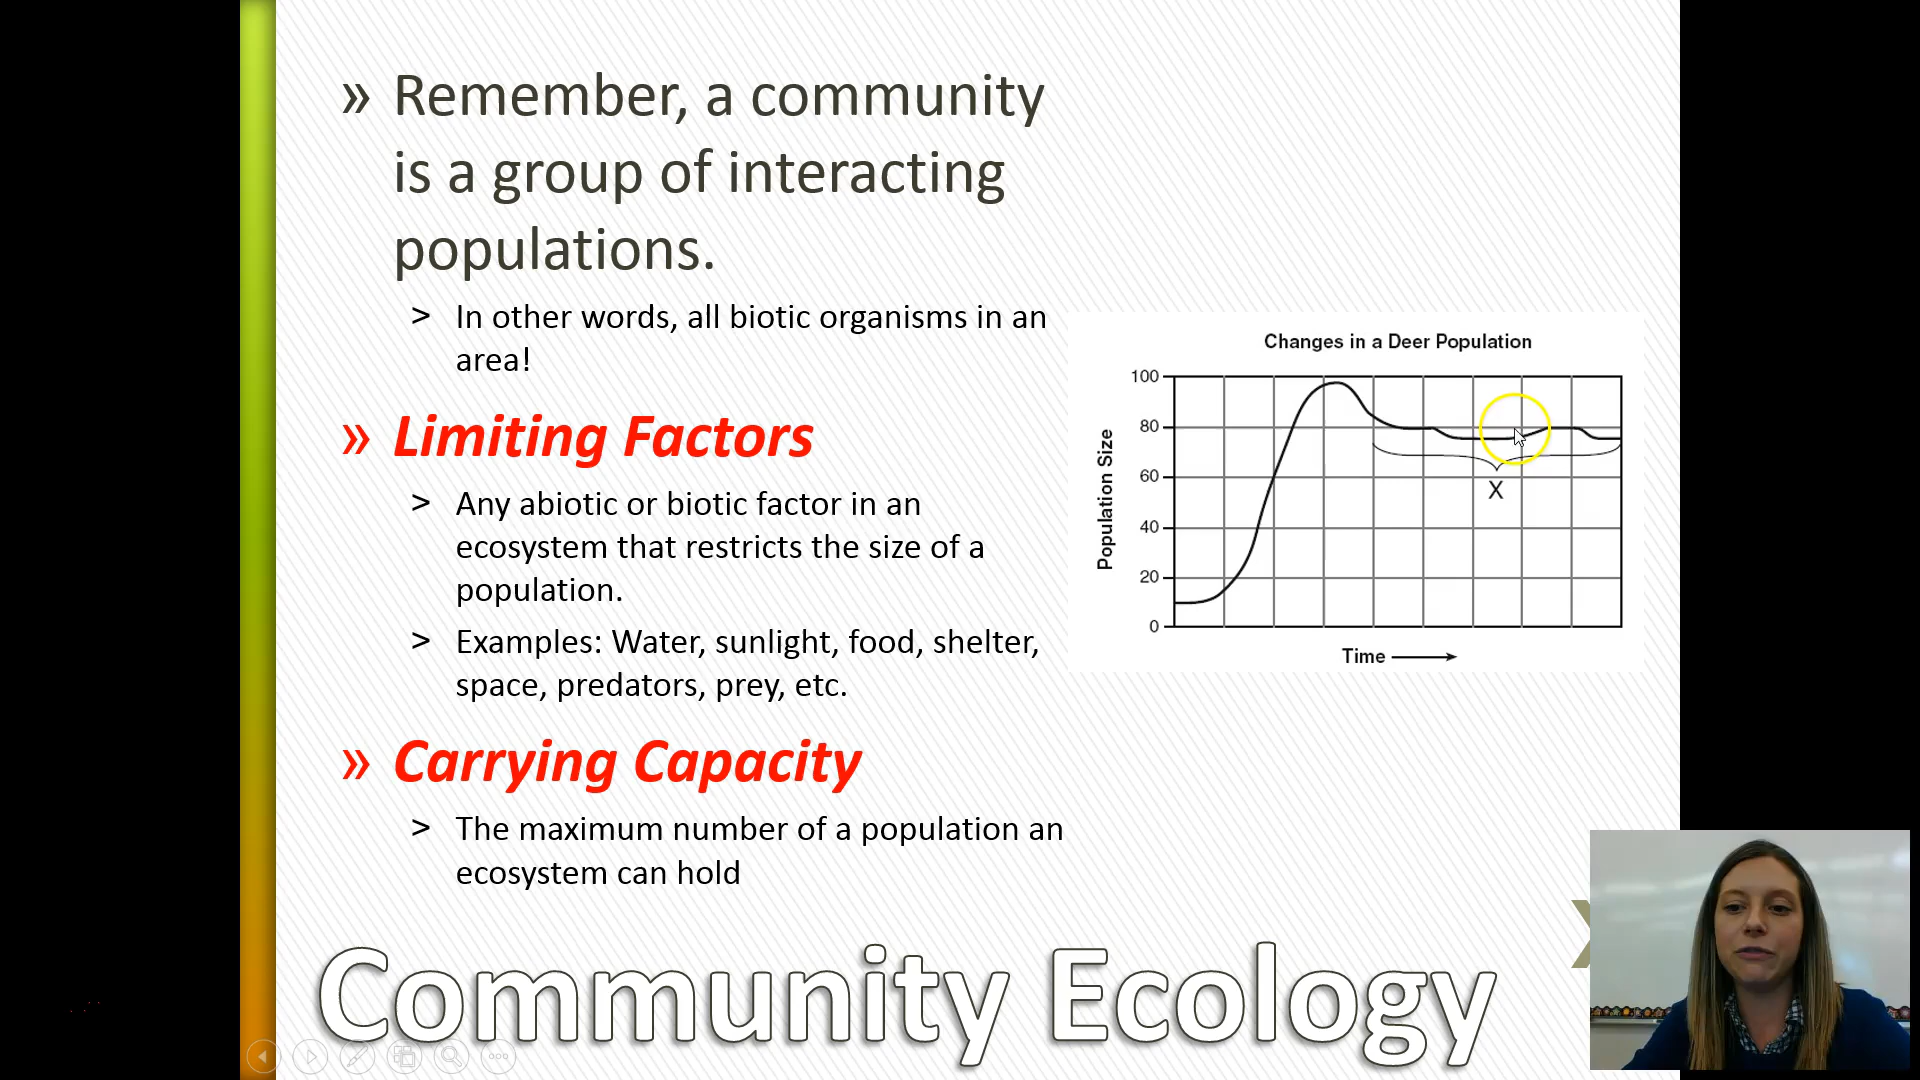 » Remember, a community
is a group of interacting
populations.
> In other words, all biotic organisms in an
area!
» Limiting Factors
> Any abiotic or biotic factor in an
ecosystem that restricts the size of a
population.
> Examples: Water, sunlight, food, shelter,
space, predators, prey, etc.
» Carrying Capacity
> The maximum number of a population an
ecosystem can hold
Changes in a Deer Population
100
80
60
40
20
0
Population Size
X
Time
Community Ecology